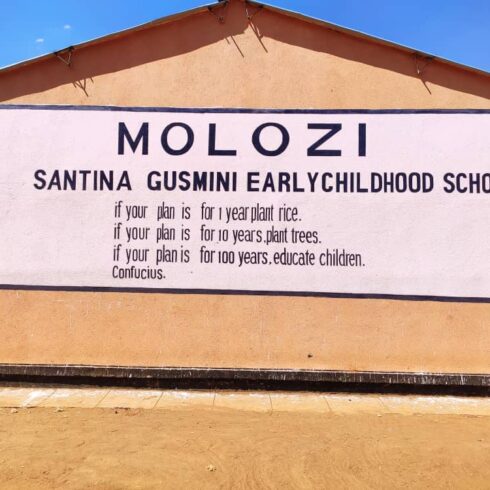 MOLOZI
SANTINA GUSMINI EARLYCHILDHOOD SCHO
if your plan is for 1 year plant rice.
if your plan is for 10 years, plant trees.
if your plan is for 100 years, educate children.
Confucius.